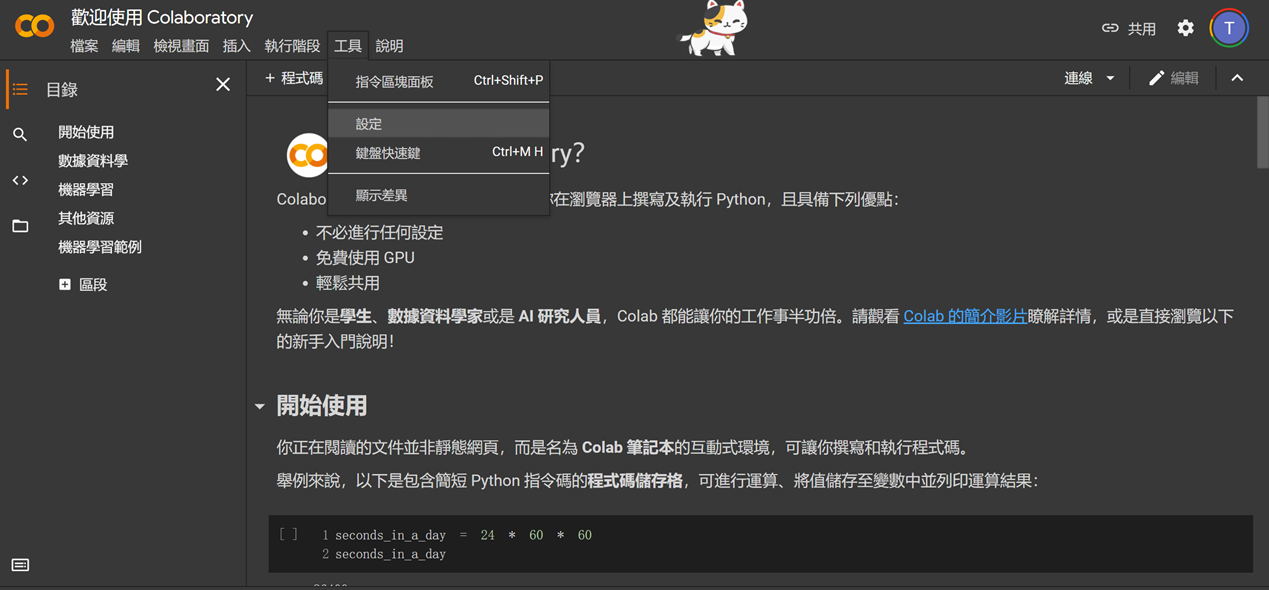 歡迎使用 Colaboratory
檔案 編輯 檢視畫面 插入 執行階段 工具 說明
共用
T
目錄
開始使用
數據資料學
機器學習
其他資源
機器學習範例
區段
+ 程式碼
指令區塊面板 Ctrl+Shift+P
設定
鍵盤快速鍵 Ctrl+M H
顯示差異
連線
編輯
ry?
Colabo
在瀏覽器上撰寫及執行 Python，且具備下列優點：
• 不必進行任何設定
• 免費使用 GPU
• 輕鬆共用
無論你是學生、數據資料學家或是 AI 研究人員，Colab 都能讓你的工作事半功倍。請觀看 Colab 的簡介影片瞭解詳情，或是直接瀏覽以下
的新手入門說明！
開始使用
你正在閱讀的文件並非靜態網頁，而是名為 Colab 筆記本的互動式環境，可讓你撰寫和執行程式碼。
舉例來說，以下是包含簡短 Python 指令碼的程式碼儲存格，可進行運算、將值儲存至變數中並列印運算結果：
[ ] 1 seconds_in_a_day = 24 * 60 * 60
2 seconds_in_a_day